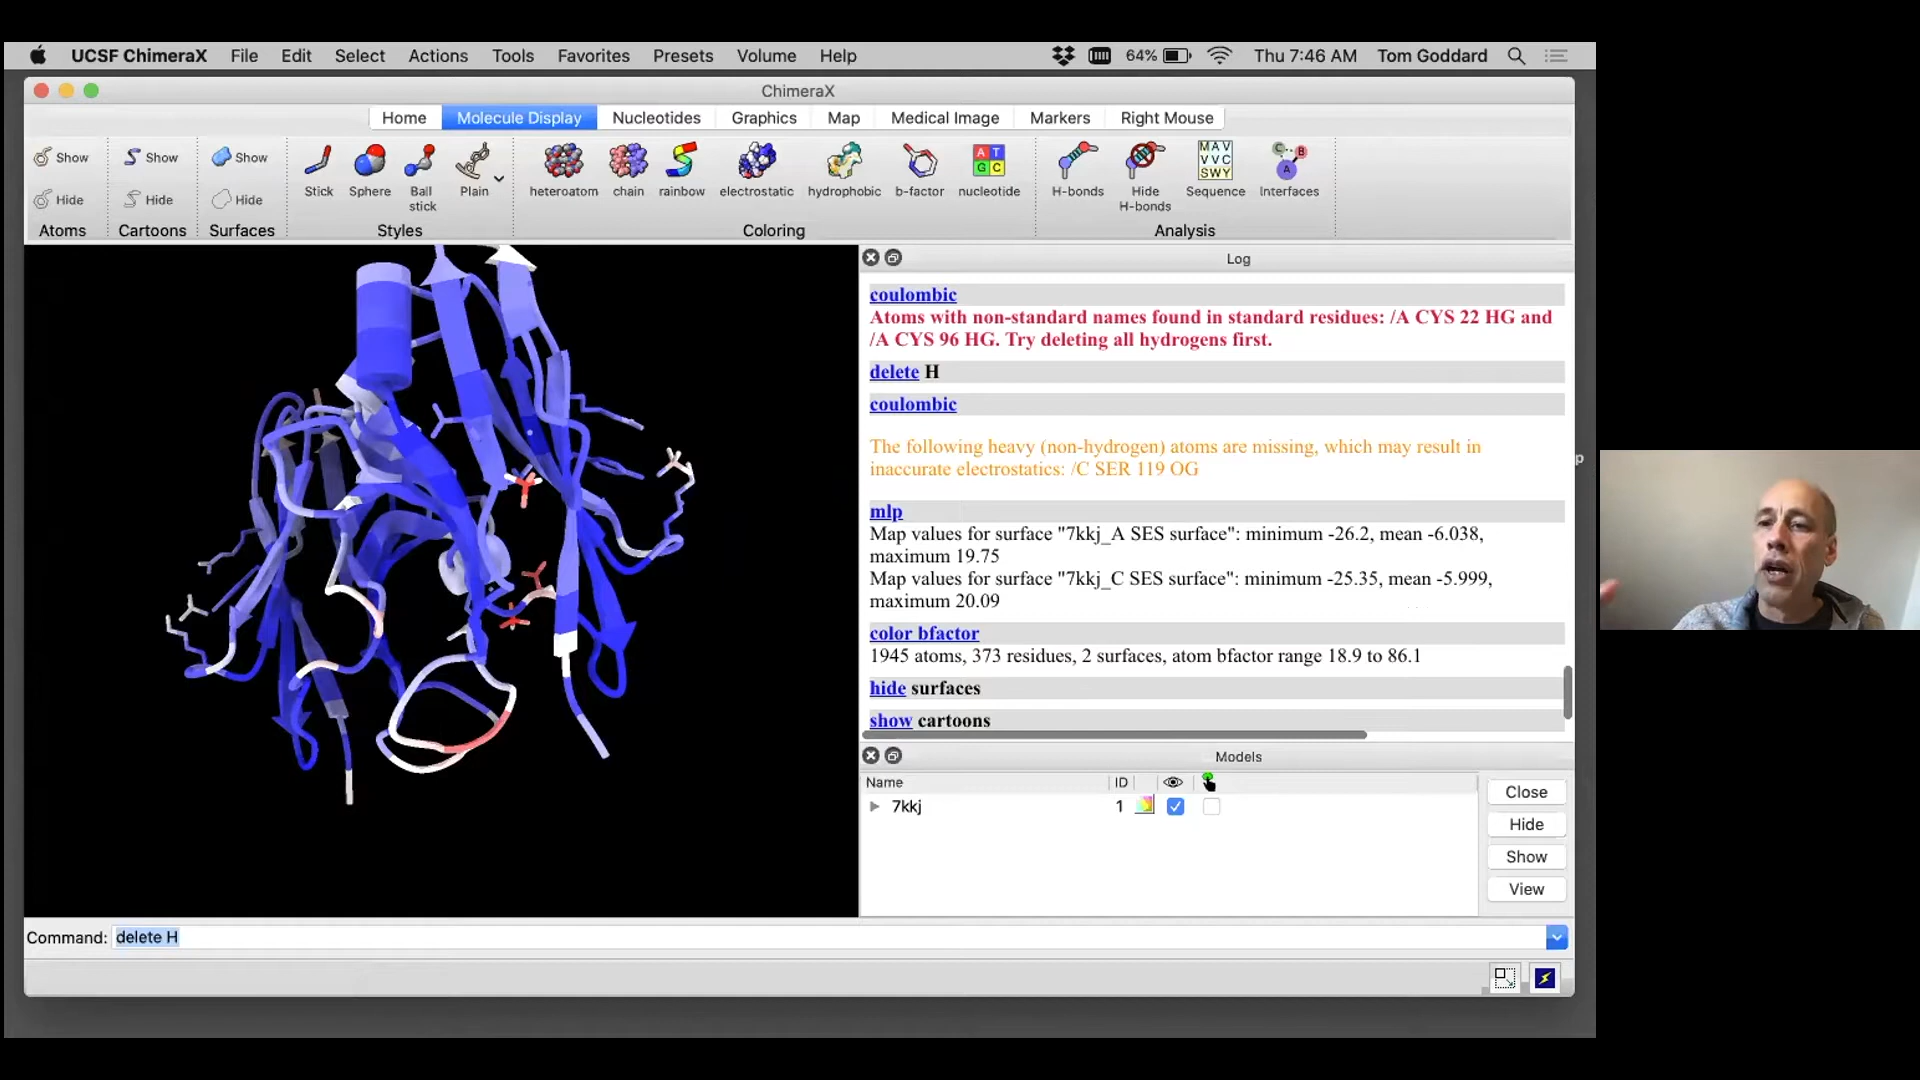 UCSF ChimeraX File Edit Select Actions Tools Favorites Presets Volume Help 64% Thu 7:46 AM Tom Goddard
ChimeraX
Home Molecule Display Nucleotides Graphics Map Medical Image Markers Right Mouse
Show Show Show
Hide Hide Hide
Stick Sphere Ball stick Plain heteroatom chain rainbow electrostatic hydrophobic b-factor nucleotide H-bonds Hide H-bonds Sequence Interfaces
A T
G C
MAV
VVC
SWY
C B
A
Atoms Cartoons Surfaces Styles Coloring Analysis
Log
coulombic
Atoms with non-standard names found in standard residues: /A CYS 22 HG and
/A CYS 96 HG. Try deleting all hydrogens first.
delete H
coulombic
The following heavy (non-hydrogen) atoms are missing, which may result in
inaccurate electrostatics: /C SER 119 OG
mlp
Map values for surface "7kkj_A SES surface": minimum -26.2, mean -6.038,
maximum 19.75
Map values for surface "7kkj_C SES surface": minimum -25.35, mean -5.999,
maximum 20.09
color bfactor
1945 atoms, 373 residues, 2 surfaces, atom bfactor range 18.9 to 86.1
hide surfaces
show cartoons
Models
Name ID
7kkj 1
Close
Hide
Show
View
Command: delete H
p